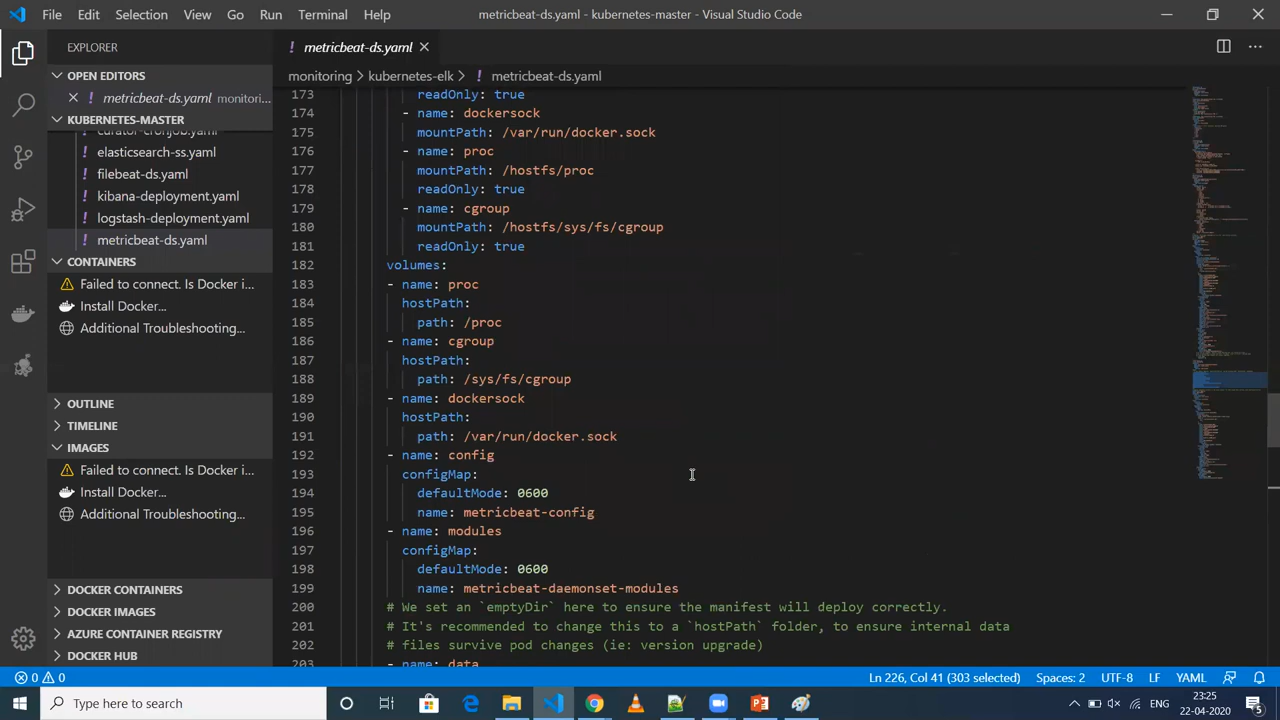 File Edit Selection View Go Run Terminal Help metricbeat-ds.yaml - kubernetes-master - Visual Studio Code
EXPLORER
OPEN EDITORS
metricbeat-ds.yaml monitori...
KUBERNETES-MASTER
curator-cronjob.yaml
elasticsearch-ss.yaml
filebeat-ds.yaml
kibana-deployment.yaml
logstash-deployment.yaml
metricbeat-ds.yaml
CONTAINERS
Failed to connect. Is Docker i...
Install Docker...
Additional Troubleshooting...
OUTLINE
TIMELINE
IMAGES
Failed to connect. Is Docker i...
Install Docker...
Additional Troubleshooting...
DOCKER CONTAINERS
DOCKER IMAGES
AZURE CONTAINER REGISTRY
DOCKER HUB
! metricbeat-ds.yaml
monitoring > kubernetes-elk > ! metricbeat-ds.yaml
173 readOnly: true
174 - name: dockersock
175 mountPath: /var/run/docker.sock
176 - name: proc
177 mountPath: /hostfs/proc
178 readOnly: true
179 - name: cgroup
180 mountPath: /hostfs/sys/fs/cgroup
181 readOnly: true
182 volumes:
183 - name: proc
184 hostPath:
185 path: /proc
186 - name: cgroup
187 hostPath:
188 path: /sys/fs/cgroup
189 - name: dockersock
190 hostPath:
191 path: /var/run/docker.sock
192 - name: config
193 configMap:
194 defaultMode: 0600
195 name: metricbeat-config
196 - name: modules
197 configMap:
198 defaultMode: 0600
199 name: metricbeat-daemonset-modules
200 # We set an `emptyDir` here to ensure the manifest will deploy correctly.
201 # It's recommended to change this to a `hostPath` folder, to ensure internal data
202 # files survive pod changes (ie: version upgrade)
203 - name: data
0 0 Ln 226, Col 41 (303 selected) Spaces: 2 UTF-8 LF YAML
Type here to search
ENG
23:25
22-04-2020
5